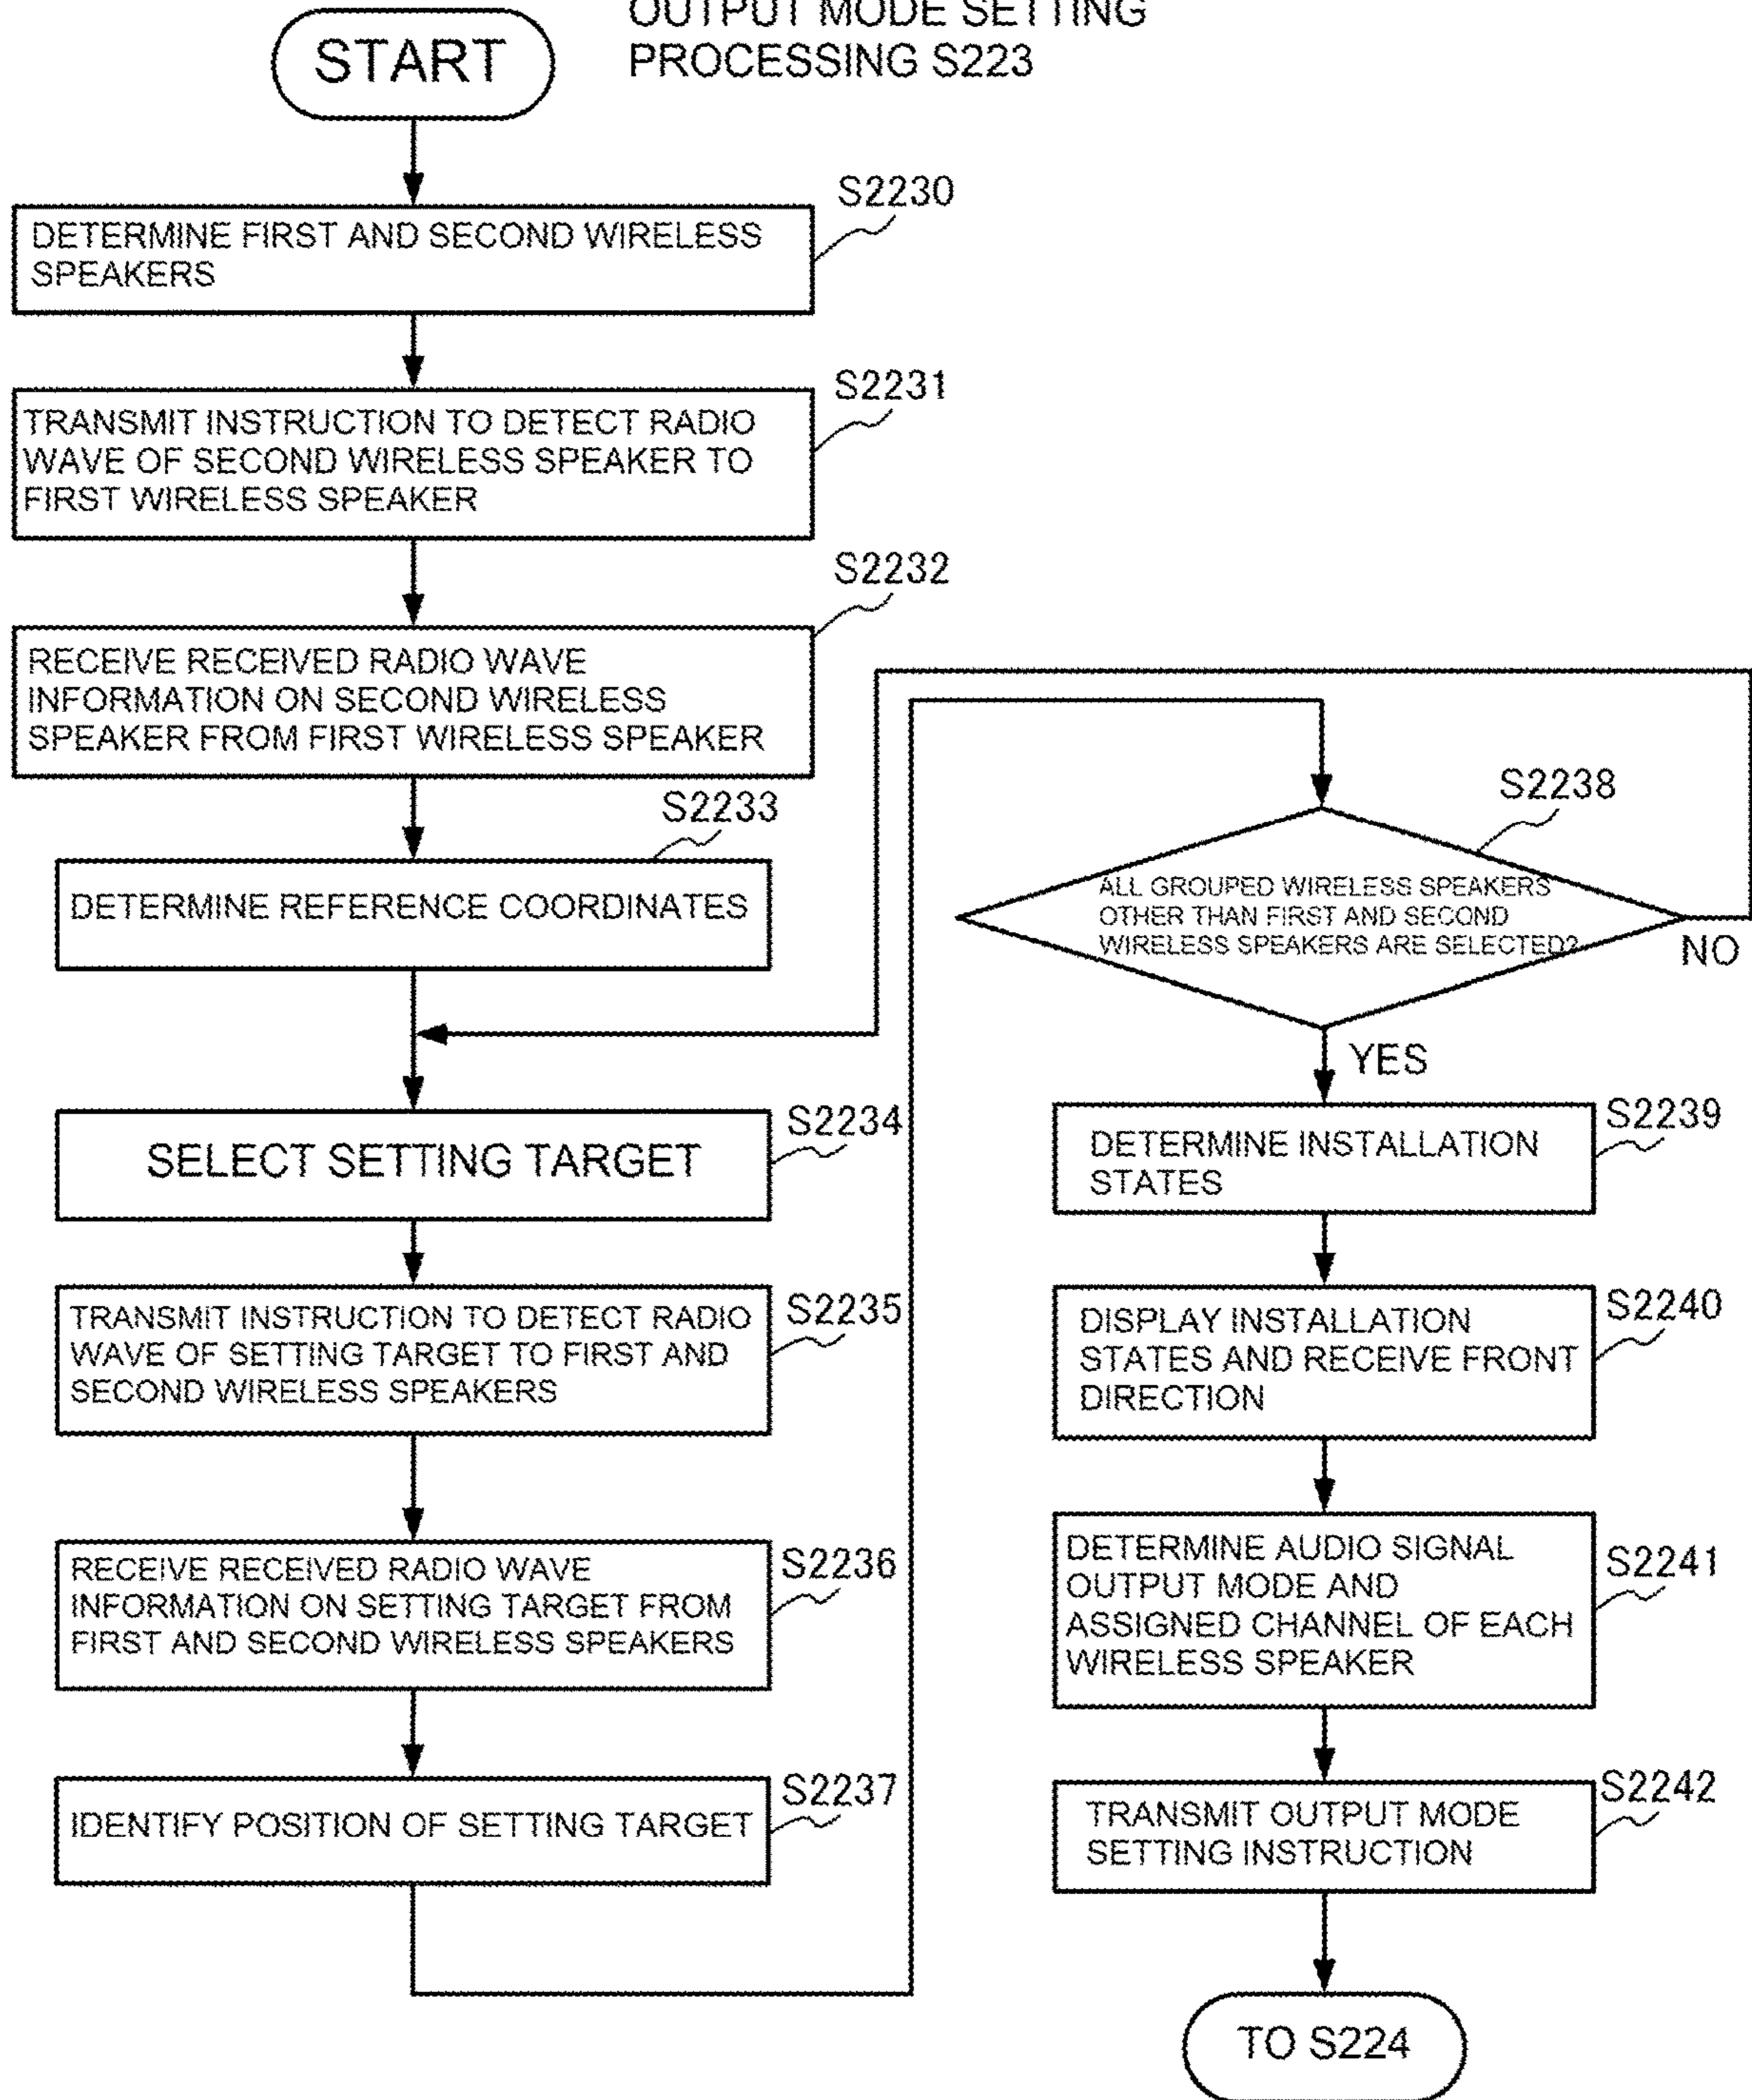 OUTPUT MODE SETTING
PROCESSING S223
START
S2230
DETERMINE FIRST AND SECOND WIRELESS
SPEAKERS
S2231
TRANSMIT INSTRUCTION TO DETECT RADIO
WAVE OF SECOND WIRELESS SPEAKER TO
FIRST WIRELESS SPEAKER
S2232
RECEIVE RECEIVED RADIO WAVE
INFORMATION ON SECOND WIRELESS
SPEAKER FROM FIRST WIRELESS SPEAKER
S2233
DETERMINE REFERENCE COORDINATES
S2234
SELECT SETTING TARGET
S2235
TRANSMIT INSTRUCTION TO DETECT RADIO
WAVE OF SETTING TARGET TO FIRST AND
SECOND WIRELESS SPEAKERS
S2236
RECEIVE RECEIVED RADIO WAVE
INFORMATION ON SETTING TARGET FROM
FIRST AND SECOND WIRELESS SPEAKERS
S2237
IDENTIFY POSITION OF SETTING TARGET
S2238
ALL GROUPED WIRELESS SPEAKERS
OTHER THAN FIRST AND SECOND
WIRELESS SPEAKERS ARE SELECTED?
NO
YES
S2239
DETERMINE INSTALLATION
STATES
S2240
DISPLAY INSTALLATION
STATES AND RECEIVE FRONT
DIRECTION
S2241
DETERMINE AUDIO SIGNAL
OUTPUT MODE AND
ASSIGNED CHANNEL OF EACH
WIRELESS SPEAKER
S2242
TRANSMIT OUTPUT MODE
SETTING INSTRUCTION
TO S224